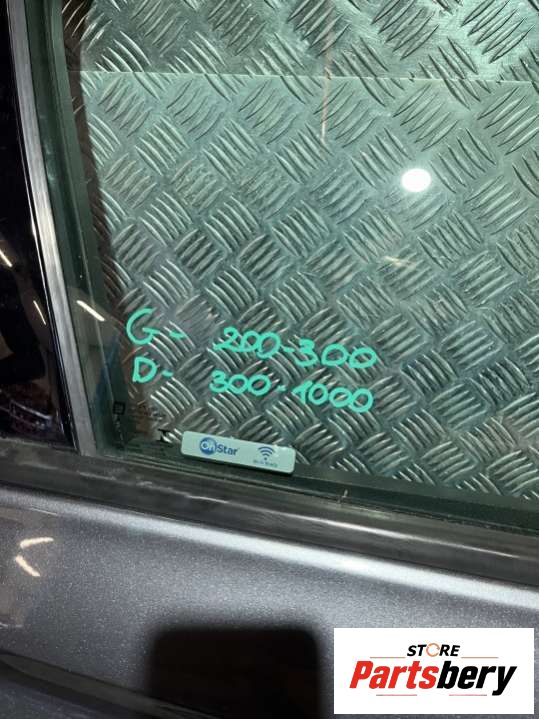 G - 200-300
D - 300-1000
OnStar
STORE
Partsbery